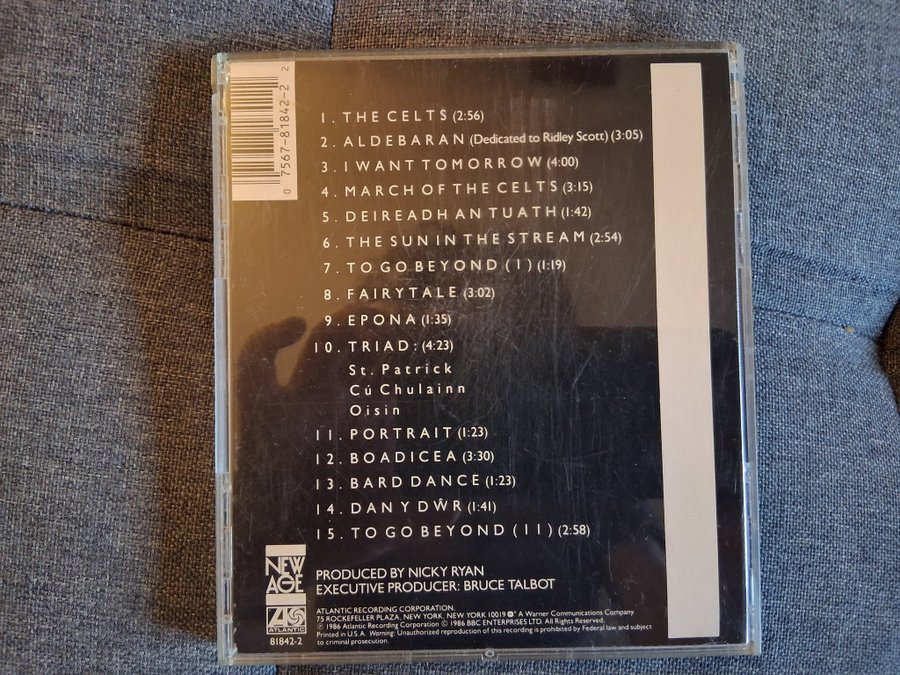 0 7567-81842-2 2
1. THE CELTS (2:56)
2. ALDEBARAN (Dedicated to Ridley Scott) (3:05)
3. I WANT TOMORROW (4:00)
4. MARCH OF THE CELTS (3:15)
5. DEIREADH AN TUATH (1:42)
6. THE SUN IN THE STREAM (2:54)
7. TO GO BEYOND (I) (1:19)
8. FAIRYTALE (3:02)
9. EPONA (1:35)
10. TRIAD: (4:23)
St. Patrick
Cú Chulainn
Oisin
11. PORTRAIT (1:23)
12. BOADICEA (3:30)
13. BARD DANCE (1:23)
14. DAN Y DŴR (1:41)
15. TO GO BEYOND (II) (2:58)
NEW
AGE
ATLANTIC
81842-2
PRODUCED BY NICKY RYAN
EXECUTIVE PRODUCER: BRUCE TALBOT
ATLANTIC RECORDING CORPORATION,
75 ROCKEFELLER PLAZA, NEW YORK, NEW YORK 10019 A Warner Communications Company
℗ 1986 Atlantic Recording Corporation © 1986 BBC ENTERPRISES LTD. All Rights Reserved.
Printed in U.S.A. Warning: Unauthorized reproduction of this recording is prohibited by Federal law and subject
to criminal prosecution.